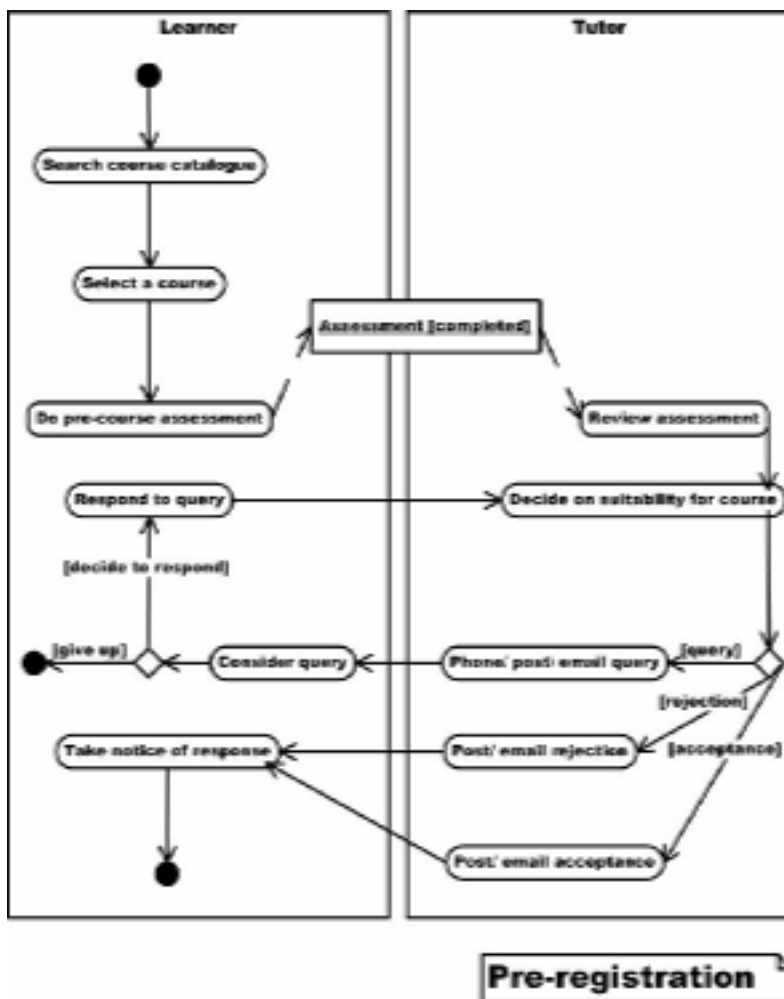 Learner
Tutor
Search course catalogue
Select a course
Assessment [completed]
Do pre-course assessment
Review assessment
Respond to query
Decide on suitability for course
[decide to respond]
[give up]
Consider query
Phone/ post/ email query
[query]
[rejection]
Take notice of response
Post/ email rejection
[acceptance]
Post/ email acceptance
Pre-registration